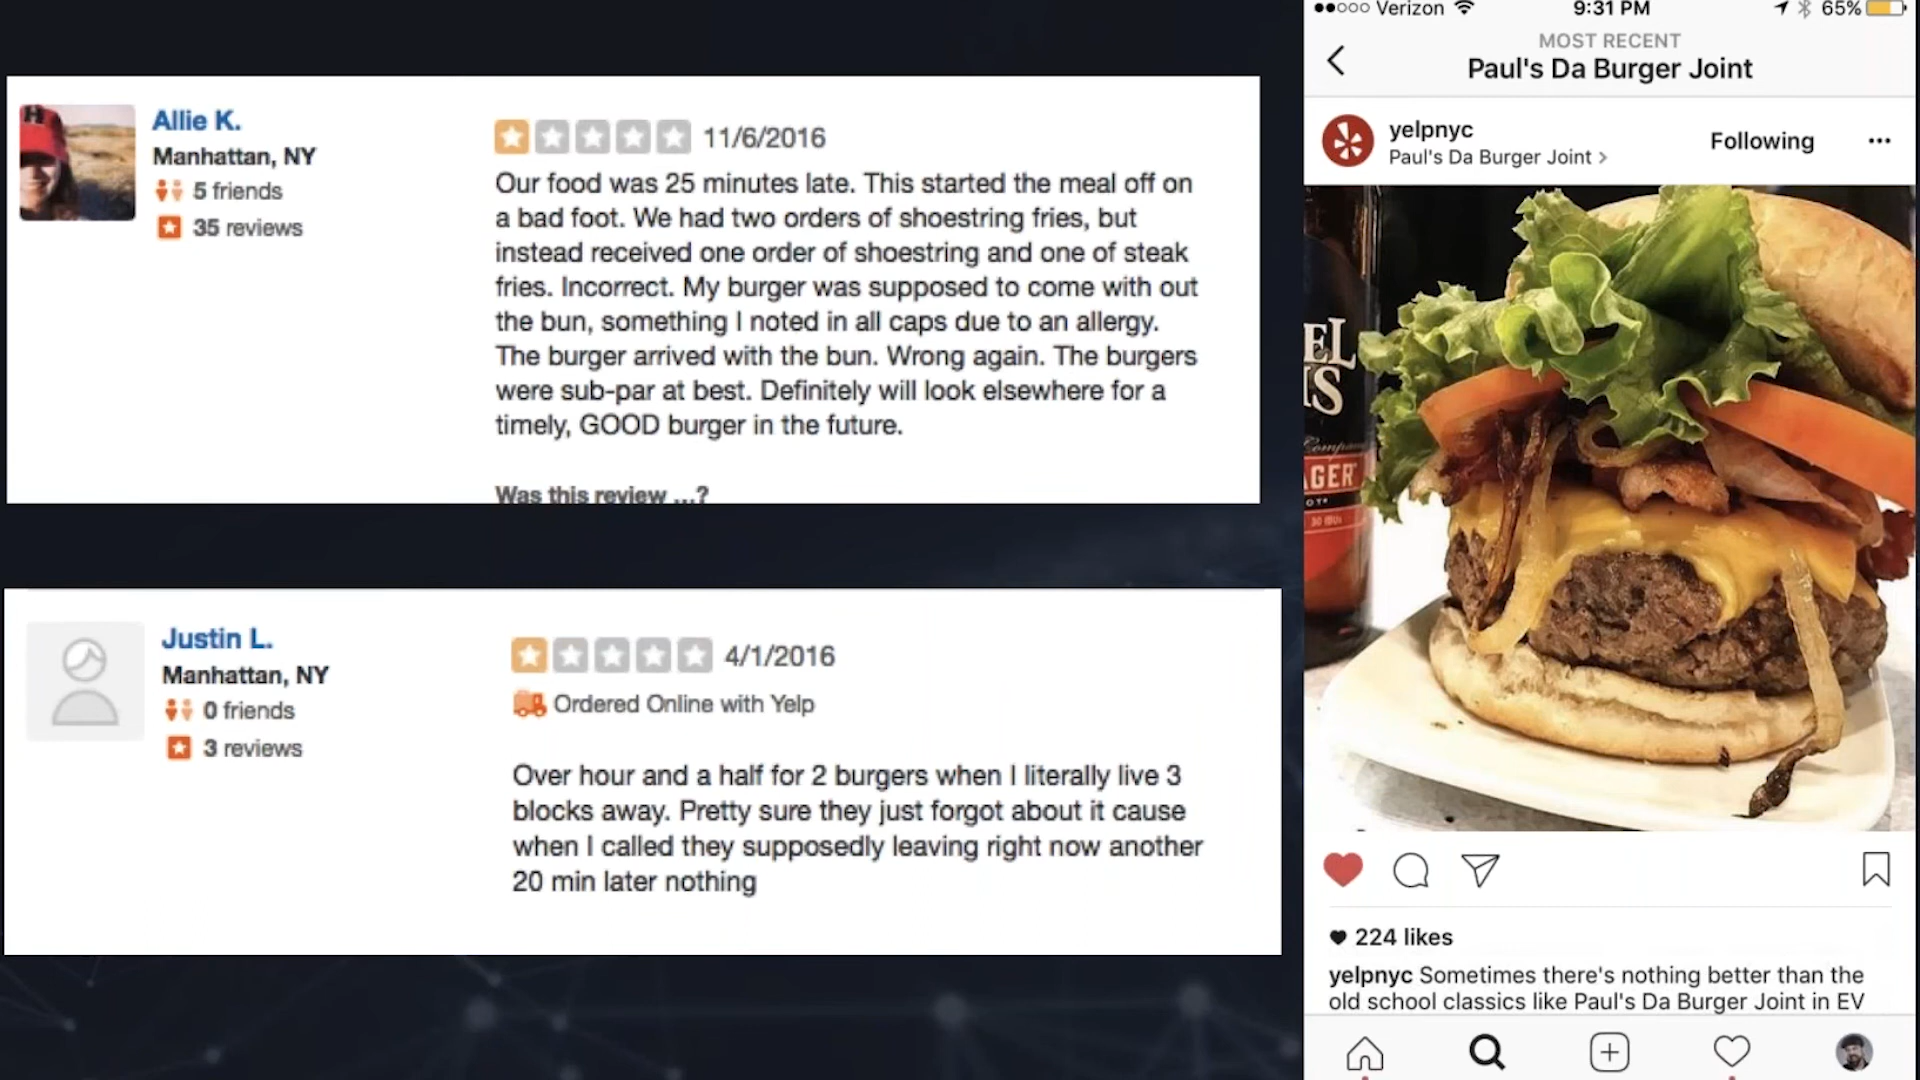 Allie K.
Manhattan, NY
5 friends
35 reviews
11/6/2016
Our food was 25 minutes late. This started the meal off on
a bad foot. We had two orders of shoestring fries, but
instead received one order of shoestring and one of steak
fries. Incorrect. My burger was supposed to come with out
the bun, something I noted in all caps due to an allergy.
The burger arrived with the bun. Wrong again. The burgers
were sub-par at best. Definitely will look elsewhere for a
timely, GOOD burger in the future.
Was this review ...?
Justin L.
Manhattan, NY
0 friends
3 reviews
4/1/2016
Ordered Online with Yelp
Over hour and a half for 2 burgers when I literally live 3
blocks away. Pretty sure they just forgot about it cause
when I called they supposedly leaving right now another
20 min later nothing
Verizon 9:31 PM 65%
MOST RECENT
Paul's Da Burger Joint
yelpnyc
Paul's Da Burger Joint >
Following
EL
IS
AGER
30 IBUs
224 likes
yelpnyc Sometimes there's nothing better than the
old school classics like Paul's Da Burger Joint in EV